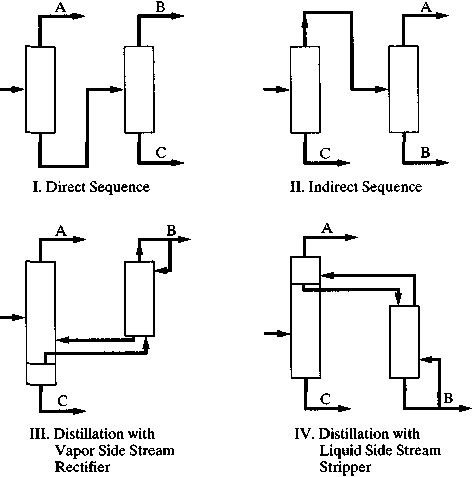 A
B
C
I. Direct Sequence
A
C
B
II. Indirect Sequence
A
B
C
III. Distillation with
Vapor Side Stream
Rectifier
A
C
B
IV. Distillation with
Liquid Side Stream
Stripper